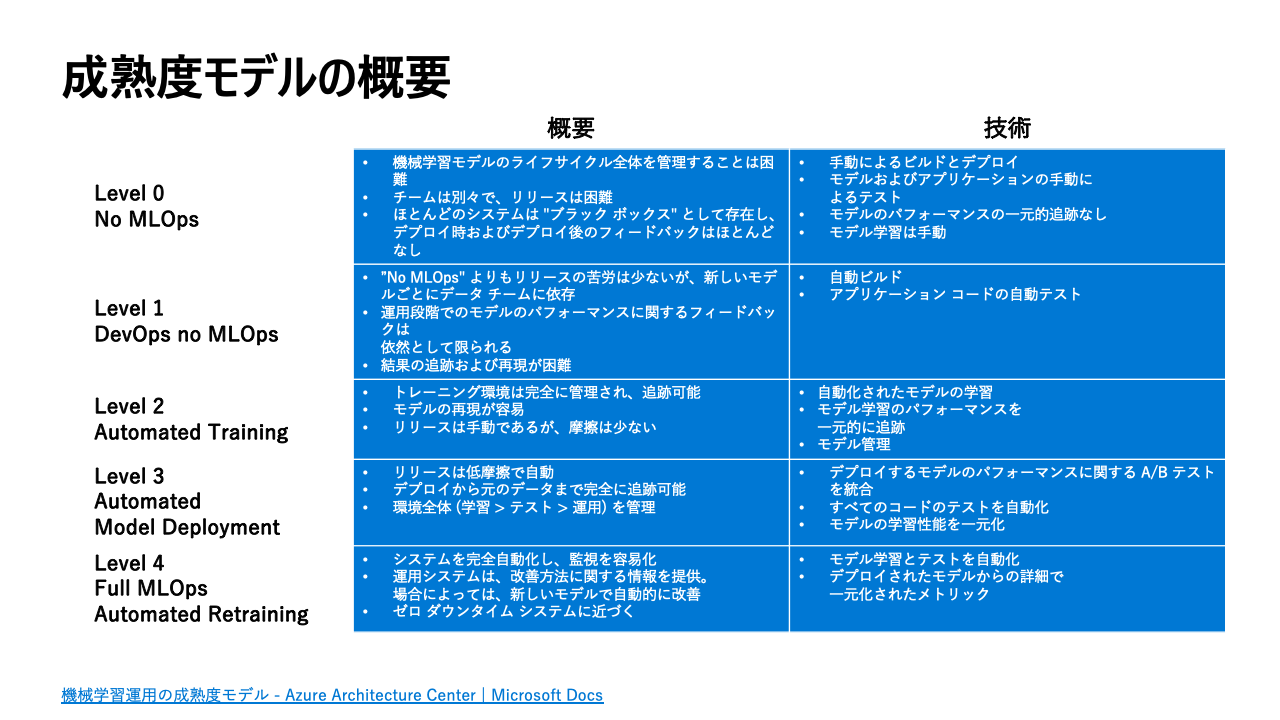 成熟度モデルの概要
概要
技術
Level 0
No MLOps
• 機械学習モデルのライフサイクル全体を管理することは困
難
• チームは別々で、リリースは困難
• ほとんどのシステムは "ブラック ボックス" として存在し、
デプロイ時およびデプロイ後のフィードバックはほとんど
なし
• 手動によるビルドとデプロイ
• モデルおよびアプリケーションの手動に
よるテスト
• モデルのパフォーマンスの一元的追跡なし
• モデル学習は手動
Level 1
DevOps no MLOps
• "No MLOps" よりもリリースの苦労は少ないが、新しいモデ
ルごとにデータ チームに依存
• 運用段階でのモデルのパフォーマンスに関するフィードバッ
クは
依然として限られる
• 結果の追跡および再現が困難
• 自動ビルド
• アプリケーション コードの自動テスト
Level 2
Automated Training
• トレーニング環境は完全に管理され、追跡可能
• モデルの再現が容易
• リリースは手動であるが、摩擦は少ない
• 自動化されたモデルの学習
• モデル学習のパフォーマンスを
一元的に追跡
• モデル管理
Level 3
Automated
Model Deployment
• リリースは低摩擦で自動
• デプロイから元のデータまで完全に追跡可能
• 環境全体 (学習 > テスト > 運用) を管理
• デプロイするモデルのパフォーマンスに関する A/B テスト
を統合
• すべてのコードのテストを自動化
• モデルの学習性能を一元化
Level 4
Full MLOps
Automated Retraining
• システムを完全自動化し、監視を容易化
• 運用システムは、改善方法に関する情報を提供。
場合によっては、新しいモデルで自動的に改善
• ゼロ ダウンタイム システムに近づく
• モデル学習とテストを自動化
• デプロイされたモデルからの詳細で
一元化されたメトリック
機械学習運用の成熟度モデル - Azure Architecture Center | Microsoft Docs